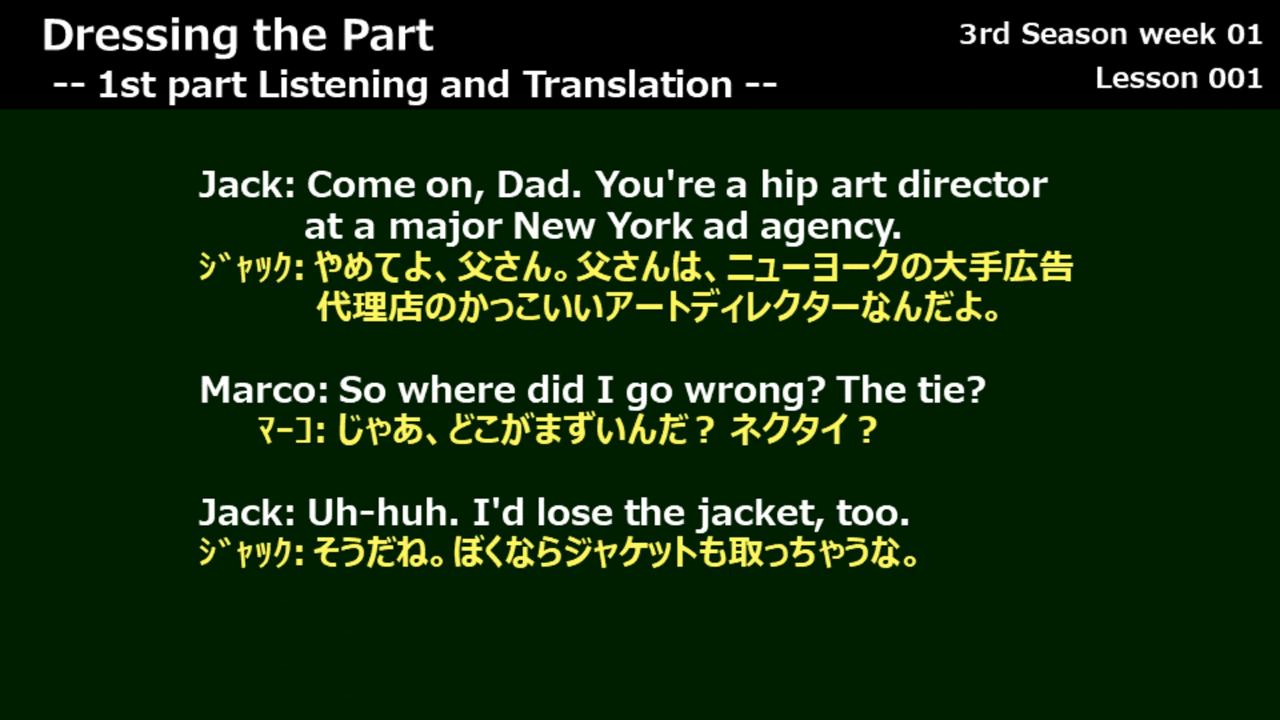 Dressing the Part
-- 1st part Listening and Translation --
3rd Season week 01
Lesson 001
Jack: Come on, Dad. You're a hip art director
at a major New York ad agency.
ｼﾞｬｯｸ: やめてよ、父さん。父さんは、ニューヨークの大手広告
代理店のかっこいいアートディレクターなんだよ。
Marco: So where did I go wrong? The tie?
ﾏｰｺ: じゃあ、どこがまずいんだ？ ネクタイ？
Jack: Uh-huh. I'd lose the jacket, too.
ｼﾞｬｯｸ: そうだね。ぼくならジャケットも取っちゃうな。